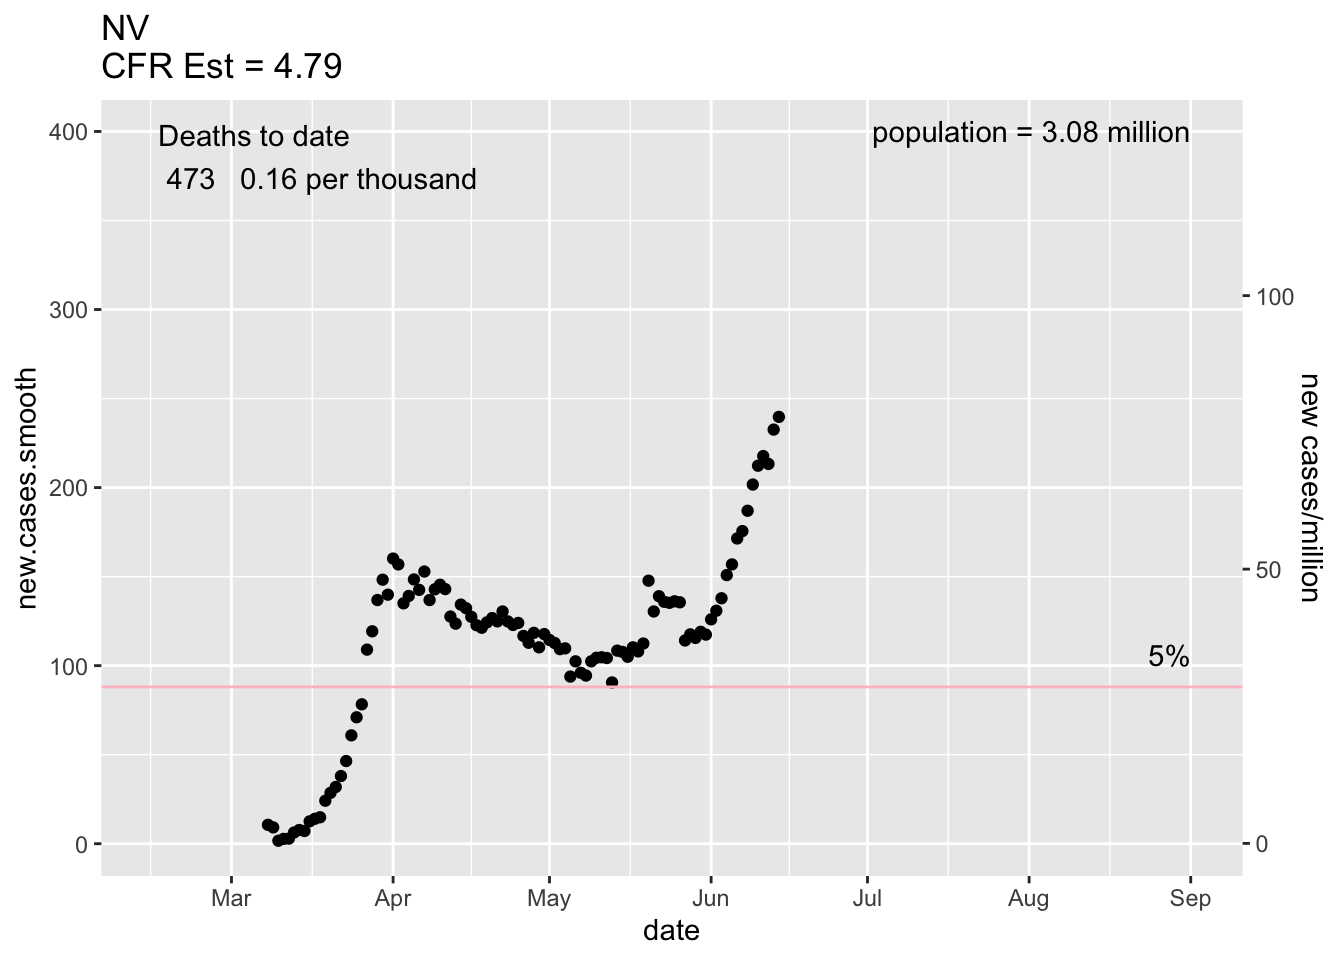 NV
CFR Est = 4.79
Deaths to date
473 0.16 per thousand
population = 3.08 million
400
300
200
100
0
new.cases.smooth
100
50
0
new cases/million
5%
Mar Apr May Jun Jul Aug Sep
date